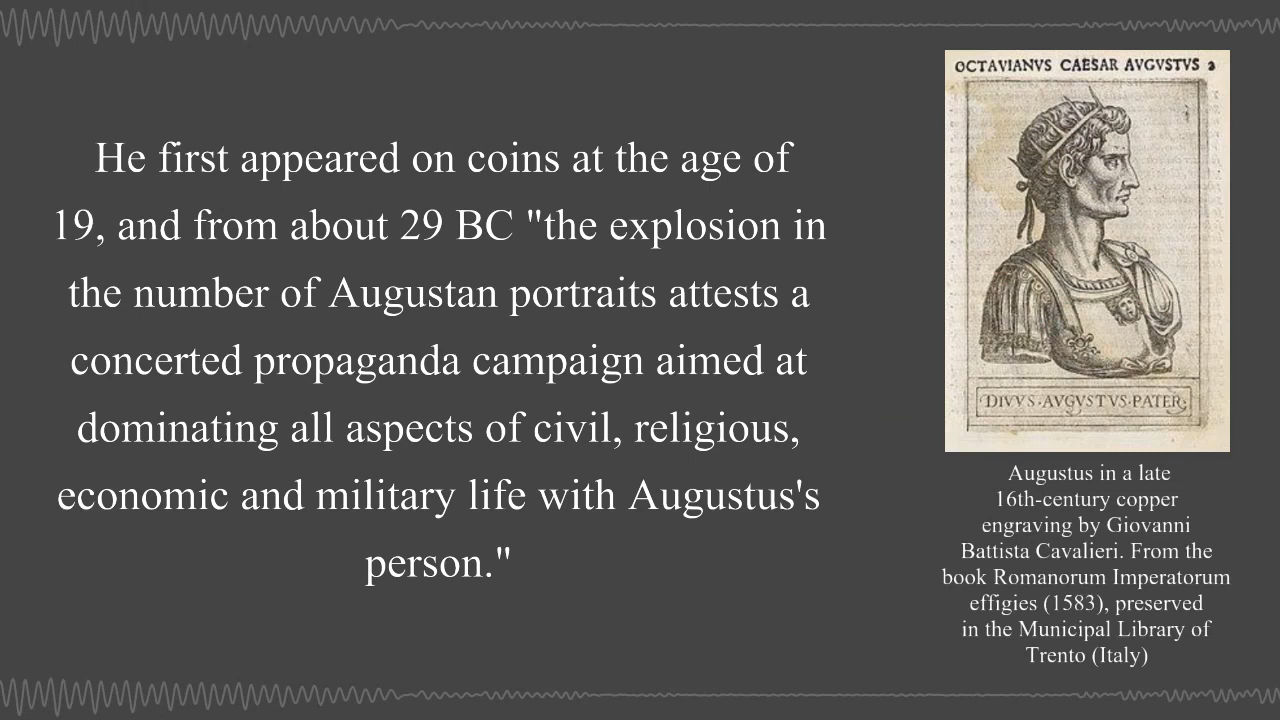 He first appeared on coins at the age of
19, and from about 29 BC "the explosion in
the number of Augustan portraits attests a
concerted propaganda campaign aimed at
dominating all aspects of civil, religious,
economic and military life with Augustus's
person."
OCTAVIANVS CAESAR AVGVSTVS 2
DIVVS·AVGVSTVS·PATER·
Augustus in a late
16th-century copper
engraving by Giovanni
Battista Cavalieri. From the
book Romanorum Imperatorum
effigies (1583), preserved
in the Municipal Library of
Trento (Italy)